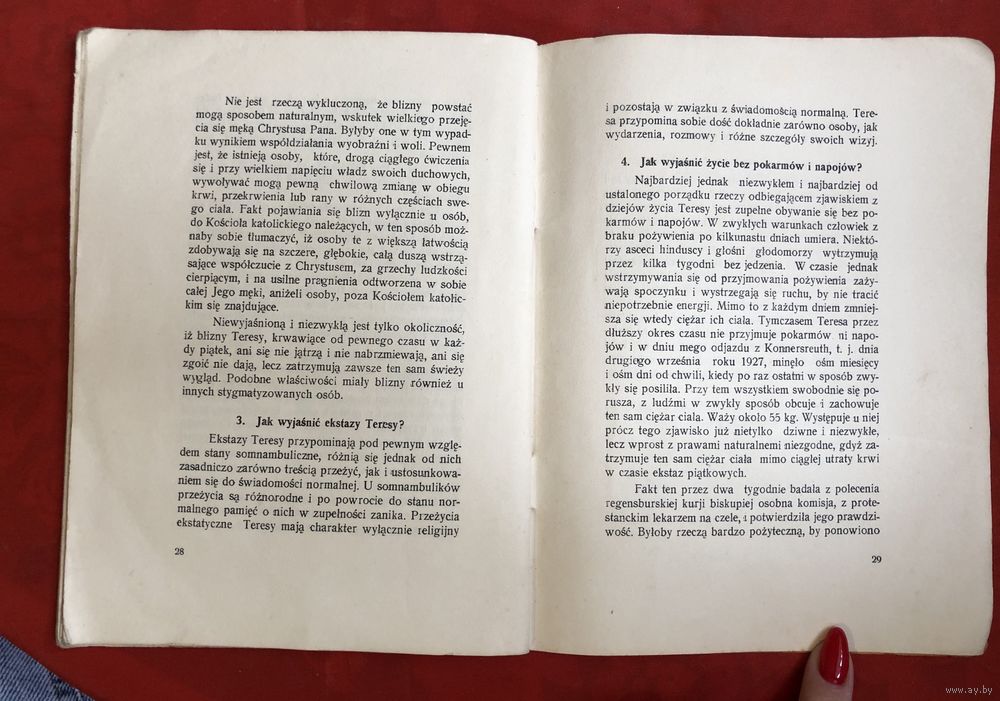 Nie jest rzeczą wykluczoną, że blizny powstać
mogą sposobem naturalnym, wskutek wielkiego przeję-
cia się męką Chrystusa Pana. Byłyby one w tym wypad-
ku wynikiem współdziałania wyobraźni i woli. Pewnem
jest, że istnieją osoby, które, drogą ciągłego ćwiczenia
się i przy wielkiem napięciu władz swoich duchowych,
wywoływać mogą pewną chwilową zmianę w obiegu
krwi, przekrwienia lub rany w różnych częściach swe-
go ciała. Fakt pojawiania się blizn wyłącznie u osób,
do Kościoła katolickiego należących, w ten sposób moż-
naby sobie tłumaczyć, iż osoby te z większą łatwością
zdobywają się na szczere, głębokie, całą duszą wstrzą-
sające współczucie z Chrystusem, za grzechy ludzkości
cierpiącym, i na usilne pragnienia odtworzena w sobie
całej Jego męki, aniżeli osoby, poza Kościołem katolic-
kim się znajdujące.
Niewyjaśnioną i niezwykłą jest tylko okoliczność,
iż blizny Teresy, krwawiące od pewnego czasu w każ-
dy piątek, ani się nie jątrzą i nie nabrzmiewają, ani się
zgoić nie dają, lecz zatrzymują zawsze ten sam świeży
wygląd. Podobne właściwości miały blizny również u
innych stygmatyzowanych osób.
3. Jak wyjaśnić ekstazy Teresy?
Ekstazy Teresy przypominają pod pewnym wzglę-
dem stany somnambuliczne, różnią się jednak od nich
zasadniczo zarówno treścią przeżyć, jak i ustosunkowa-
niem się do świadomości normalnej. U somnambulików
przeżycia są różnorodne i po powrocie do stanu nor-
malnego pamięć o nich w zupełności zanika. Przeżycia
ekstatyczne Teresy mają charakter wyłącznie religijny
28
i pozostają w związku z świadomością normalną. Tere-
sa przypomina sobie dość dokładnie zarówno osoby, jak
wydarzenia, rozmowy i różne szczegóły swoich wizyj.
4. Jak wyjaśnić życie bez pokarmów i napojów?
Najbardziej jednak niezwykłem i najbardziej od
ustalonego porządku rzeczy odbiegającem zjawiskiem z
dziejów życia Teresy jest zupełne obywanie się bez po-
karmów i napojów. W zwykłych warunkach człowiek z
braku pożywienia po kilkunastu dniach umiera. Niektó-
rzy asceci hinduscy i głośni głodomorzy wytrzymują
przez kilka tygodni bez jedzenia. W czasie jednak
wstrzymywania się od przyjmowania pożywienia zaży-
wają spoczynku i wystrzegają się ruchu, by nie tracić
niepotrzebnie energji. Mimo to z każdym dniem zmniej-
sza się wtedy ciężar ich ciała. Tymczasem Teresa przez
dłuższy okres czasu nie przyjmuje pokarmów ni napo-
jów i w dniu mego odjazdu z Konnersreuth, t. j. dnia
drugiego września roku 1927, minęło ośm miesięcy
i ośm dni od chwili, kiedy po raz ostatni w sposób zwy-
kły się posiliła. Przy tem wszystkiem swobodnie się po-
rusza, z ludźmi w zwykły sposób obcuje i zachowuje
ten sam ciężar ciała. Waży około 55 kg. Występuje u niej
prócz tego zjawisko już nietylko dziwne i niezwykłe,
lecz wprost z prawami naturalnemi niezgodne, gdyż za-
trzymuje ten sam ciężar ciała mimo ciągłej utraty krwi
w czasie ekstaz piątkowych.
Fakt ten przez dwa tygodnie badała z polecenia
regensburskiej kurji biskupiej osobna komisja, z prote-
stanckim lekarzem na czele, i potwierdziła jego prawdzi-
wość. Byłoby rzeczą bardzo pożyteczną, by ponowiono
29
www.ay.by